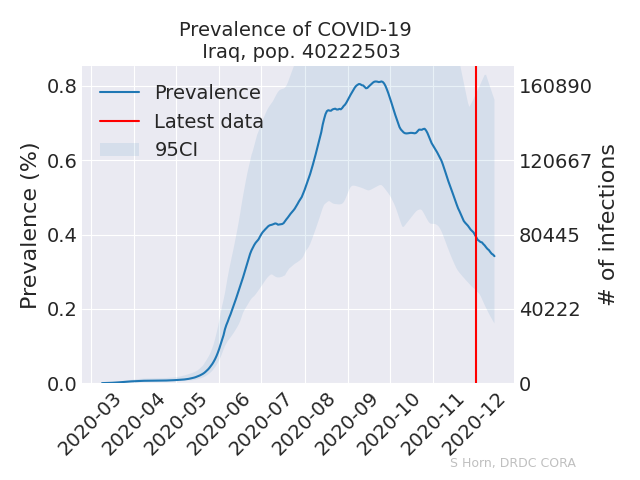 Prevalence of COVID-19
Iraq, pop. 40222503
Prevalence
Latest data
95CI
Prevalence (%)
0.8
0.6
0.4
0.2
0.0
160890
120667
80445
40222
0
# of infections
2020-03
2020-04
2020-05
2020-06
2020-07
2020-08
2020-09
2020-10
2020-11
2020-12
S Horn, DRDC CORA